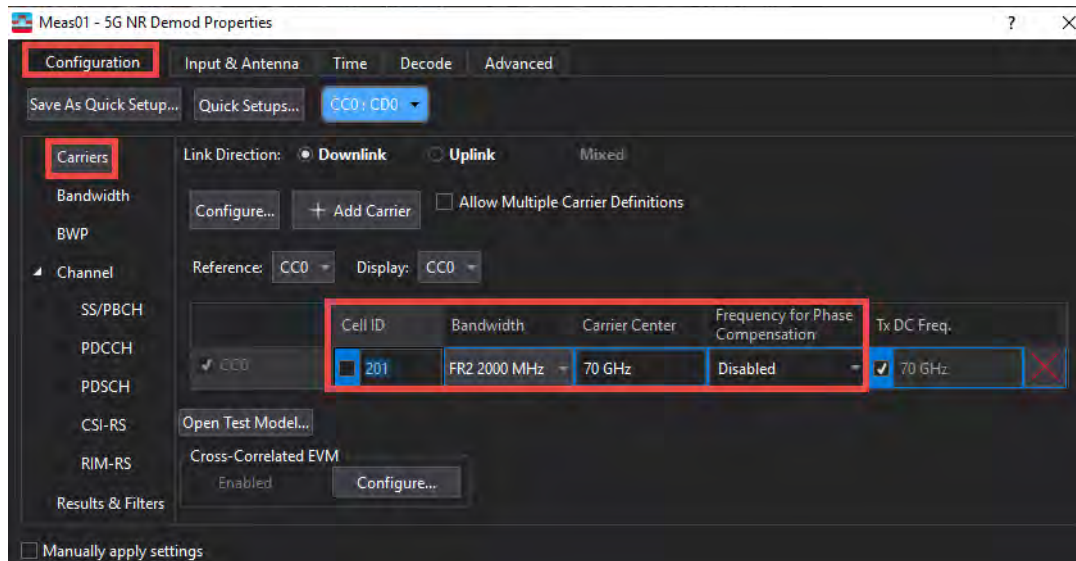 Meas01 - 5G NR Demod Properties ? X
Configuration Input & Antenna Time Decode Advanced
Save As Quick Setup... Quick Setups... CC0 : CD0
Carriers Link Direction: Downlink Uplink Mixed
Bandwidth Configure... + Add Carrier Allow Multiple Carrier Definitions
BWP
Channel Reference: CC0 Display: CC0
SS/PBCH Cell ID Bandwidth Carrier Center Frequency for Phase Compensation Tx DC Freq.
PDCCH CC0 201 FR2 2000 MHz 70 GHz Disabled 70 GHz
PDSCH
CSI-RS Open Test Model...
RIM-RS Cross-Correlated EVM
Enabled Configure...
Results & Filters
Manually apply settings